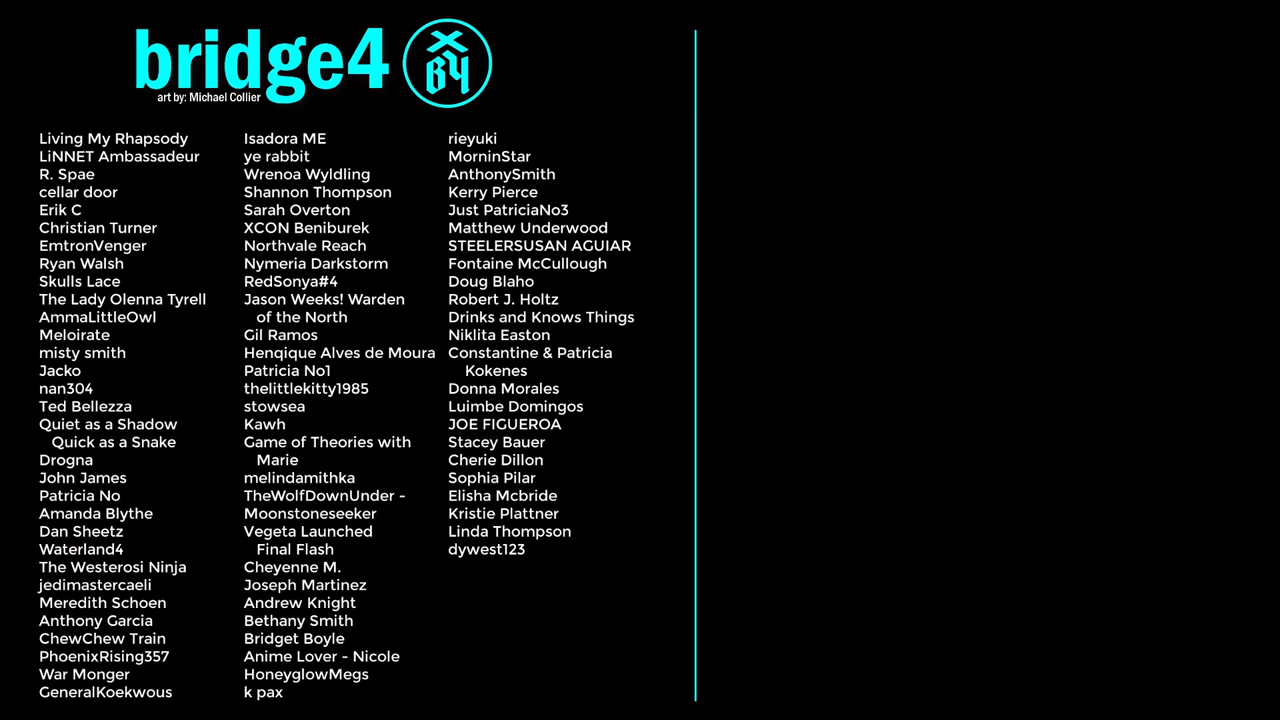 bridge4
B4
art by: Michael Collier
Living My Rhapsody
LiNNET Ambassadeur
R. Spae
cellar door
Erik C
Christian Turner
EmtronVenger
Ryan Walsh
Skulls Lace
The Lady Olenna Tyrell
AmmaLittleOwl
Meloirate
misty smith
Jacko
nan304
Ted Bellezza
Quiet as a Shadow
Quick as a Snake
Drogna
John James
Patricia No
Amanda Blythe
Dan Sheetz
Waterland4
The Westerosi Ninja
jedimastercaeli
Meredith Schoen
Anthony Garcia
ChewChew Train
PhoenixRising357
War Monger
GeneralKoekwous
Isadora ME
ye rabbit
Wrenoa Wyldling
Shannon Thompson
Sarah Overton
XCON Beniburek
Northvale Reach
Nymeria Darkstorm
RedSonya#4
Jason Weeks! Warden
of the North
Gil Ramos
Henqique Alves de Moura
Patricia No1
thelittlekitty1985
stowsea
Kawh
Game of Theories with
Marie
melindamithka
TheWolfDownUnder -
Moonstoneseeker
Vegeta Launched
Final Flash
Cheyenne M.
Joseph Martinez
Andrew Knight
Bethany Smith
Bridget Boyle
Anime Lover - Nicole
HoneyglowMegs
k pax
rieyuki
MorninStar
AnthonySmith
Kerry Pierce
Just PatriciaNo3
Matthew Underwood
STEELERSUSAN AGUIAR
Fontaine McCullough
Doug Blaho
Robert J. Holtz
Drinks and Knows Things
Niklita Easton
Constantine & Patricia
Kokenes
Donna Morales
Luimbe Domingos
JOE FIGUEROA
Stacey Bauer
Cherie Dillon
Sophia Pilar
Elisha Mcbride
Kristie Plattner
Linda Thompson
dywest123